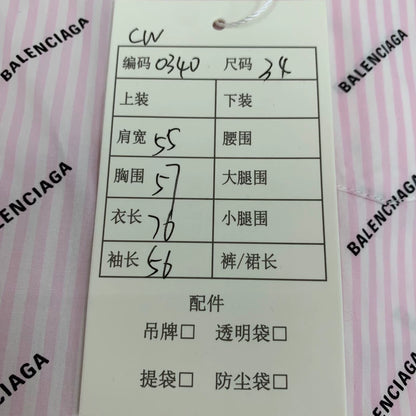 CW
编码 0340 尺码 34
上装 下装
肩宽 55 腰围
胸围 57 大腿围
衣长 76 小腿围
袖长 56 裤/裙长
配件
吊牌□ 透明袋□
提袋□ 防尘袋□
BALENCIAGA
BALENCIAGA
BALENCIAGA
BALENCIAGA
BALENCIAGA
BALENCIAGA